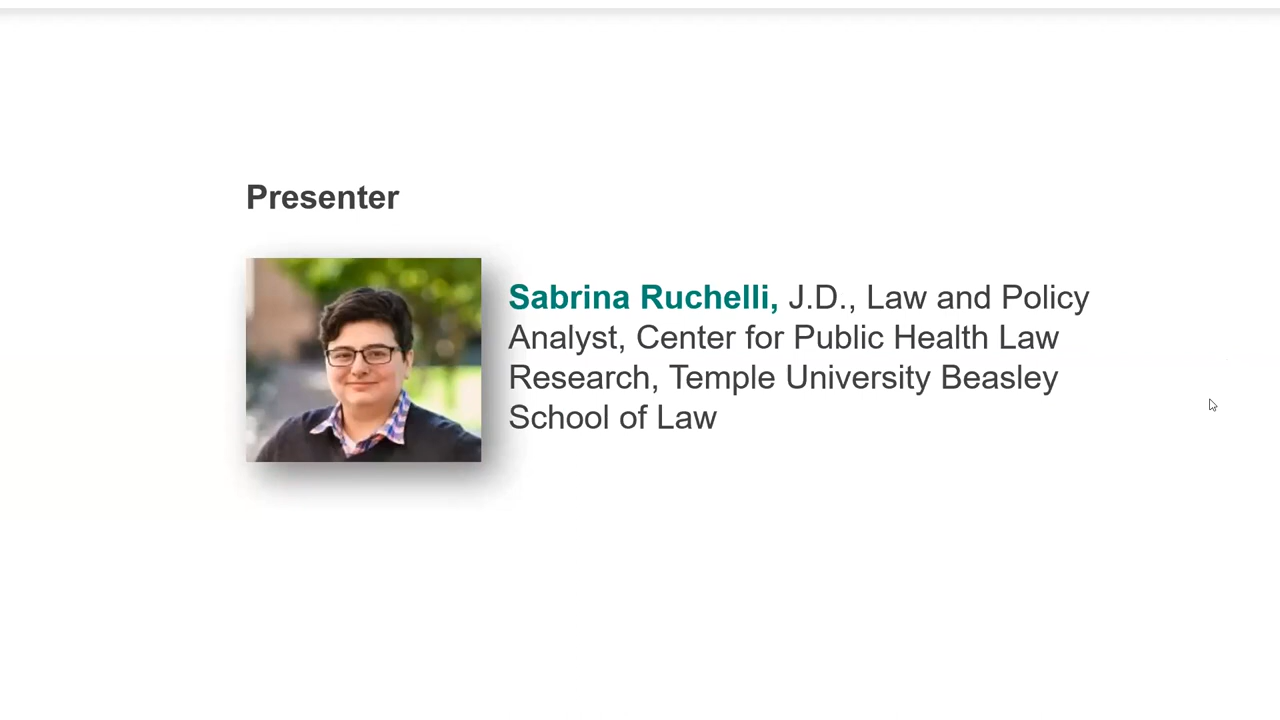 Presenter
Sabrina Ruchelli, J.D., Law and Policy
Analyst, Center for Public Health Law
Research, Temple University Beasley
School of Law